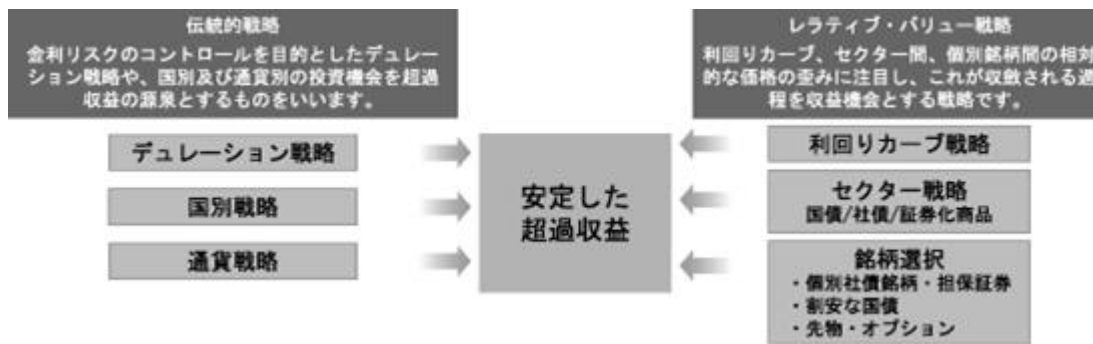 伝統的戦略
金利リスクのコントロールを目的としたデュレー
ション戦略や、国別及び通貨別の投資機会を超過
収益の源泉とするものをいいます。
デュレーション戦略
国別戦略
通貨戦略
安定した
超過収益
レラティブ・バリュー戦略
利回りカーブ、セクター間、個別銘柄間の相対
的な価格の歪みに注目し、これが収斂される過
程を収益機会とする戦略です。
利回りカーブ戦略
セクター戦略
国債/社債/証券化商品
銘柄選択
・個別社債銘柄・担保証券
・割安な国債
・先物・オプション